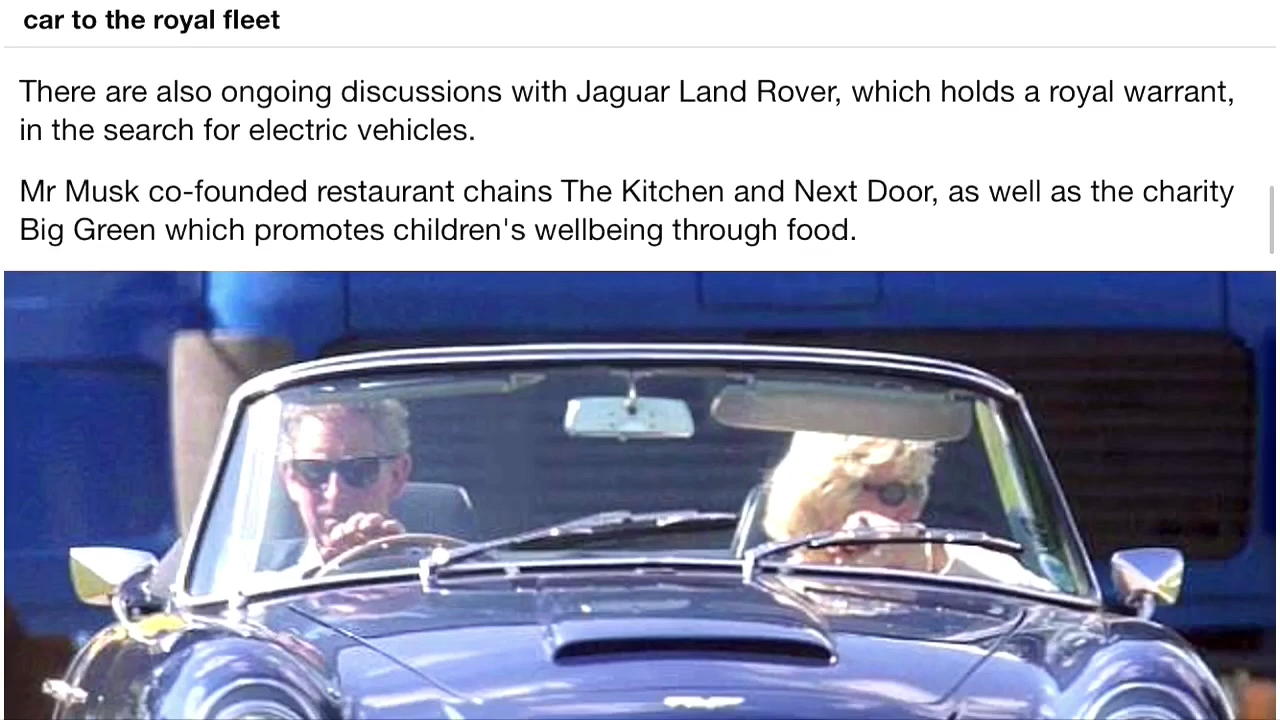 car to the royal fleet
There are also ongoing discussions with Jaguar Land Rover, which holds a royal warrant,
in the search for electric vehicles.
Mr Musk co-founded restaurant chains The Kitchen and Next Door, as well as the charity
Big Green which promotes children's wellbeing through food.